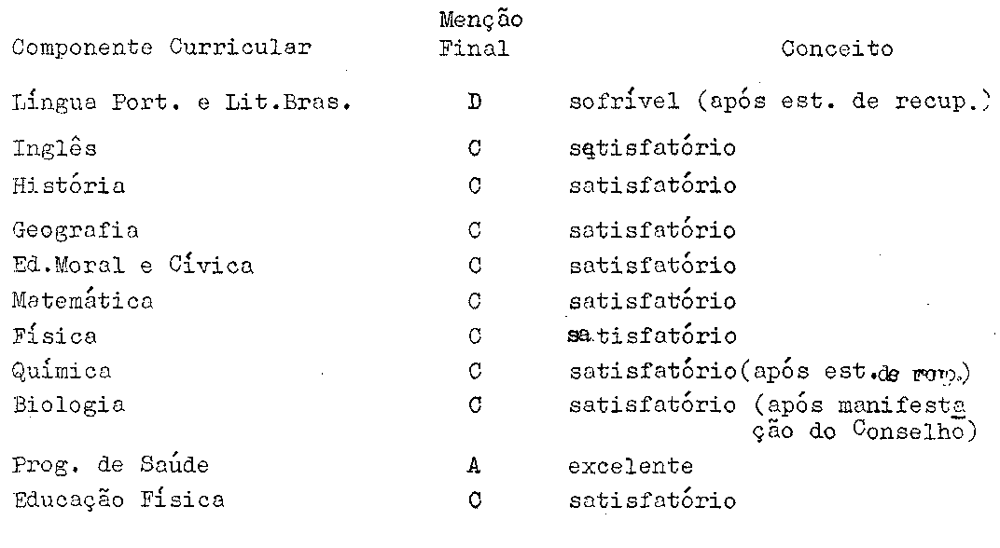 Menção
Componente Curricular Final Conceito
Língua Port. e Lit.Bras. D sofrível (após est. de recup.)
Inglês C satisfatório
História C satisfatório
Geografia C satisfatório
Ed.Moral e Cívica C satisfatório
Matemática C satisfatório
Física C satisfatório
Química C satisfatório(após est.de )
Biologia C satisfatório (após manifesta
ção do Conselho)
Prog. de Saúde A excelente
Educação Física C satisfatório